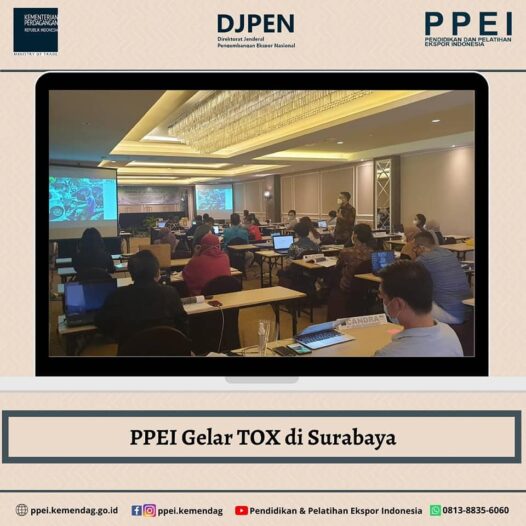 KEMENTERIAN
PERDAGANGAN
REPUBLIK INDONESIA
MINISTRY OF TRADE
DJPEN
Direktorat Jenderal
Pengembangan Ekspor Nasional
PPEI
PENDIDIKAN DAN PELATIHAN
EKSPOR INDONESIA
CANDRA
PPEI Gelar TOX di Surabaya
ppei.kemendag.go.id
ppei.kemendag
Pendidikan & Pelatihan Ekspor Indonesia
0813-8835-6060